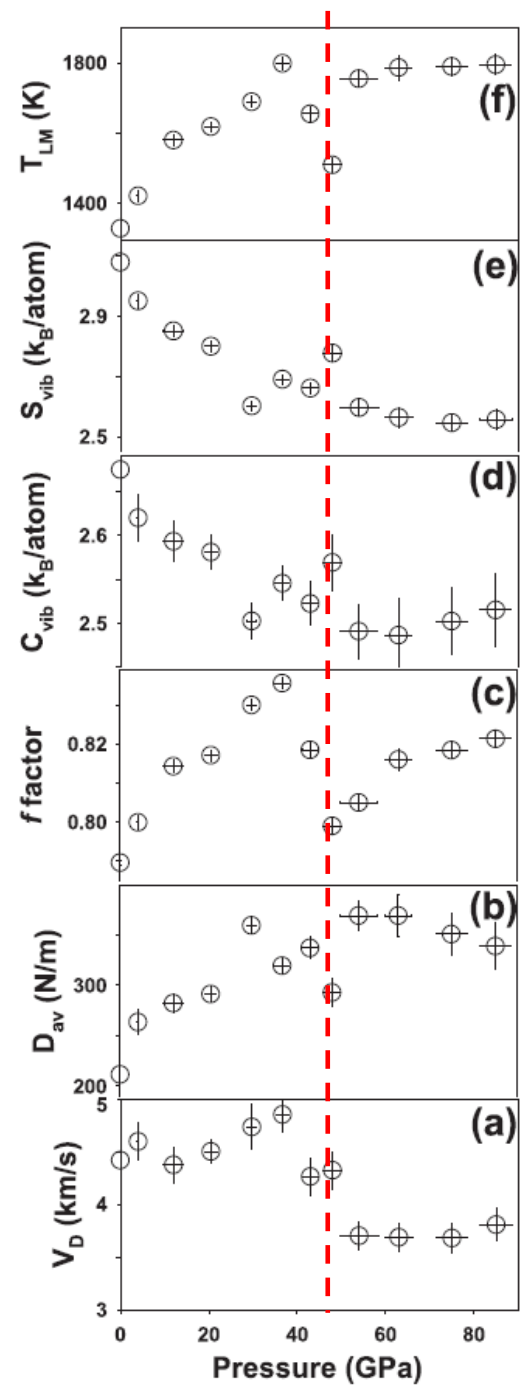 T_LM (K)
1800
1400
(f)
S_vib (k_B/atom)
2.9
2.5
(e)
C_vib (k_B/atom)
2.6
2.5
(d)
f factor
0.82
0.80
(c)
D_av (N/m)
300
200
(b)
V_D (km/s)
5
4
3
(a)
0 20 40 60 80
Pressure (GPa)